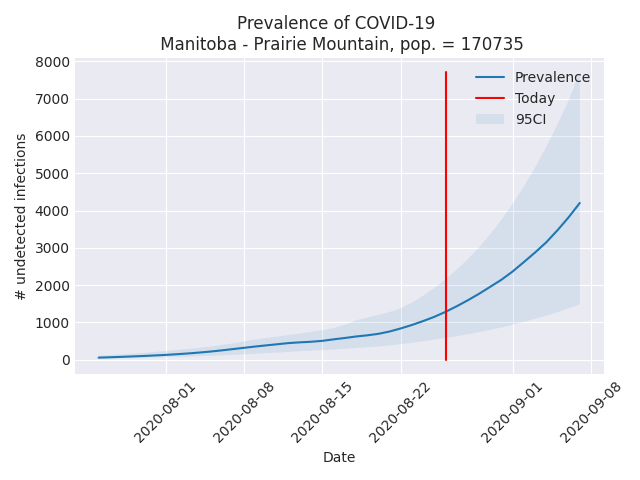 Prevalence of COVID-19
Manitoba - Prairie Mountain, pop. = 170735
8000
7000
6000
5000
4000
3000
2000
1000
0
# undetected infections
Prevalence
Today
95CI
2020-08-01
2020-08-08
2020-08-15
2020-08-22
2020-09-01
2020-09-08
Date